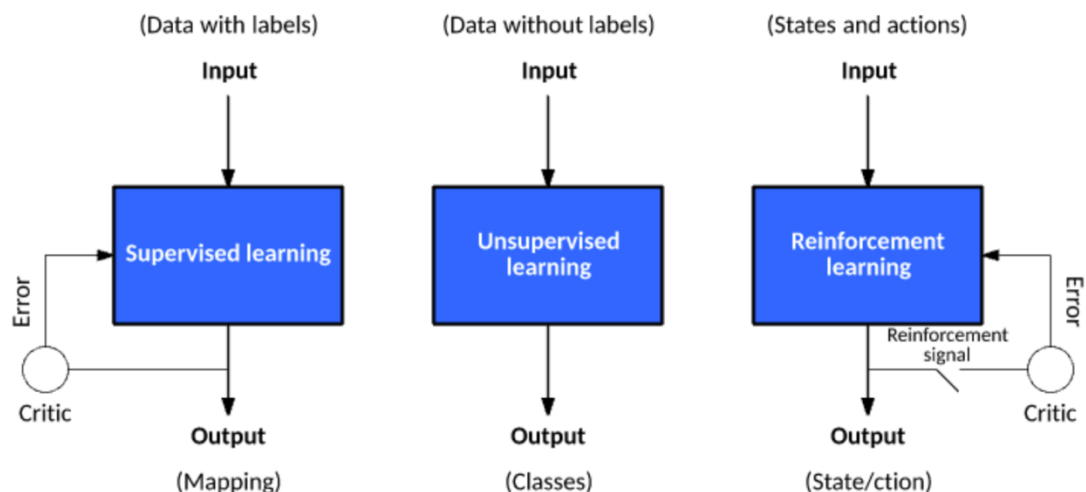 (Data with labels)
Input
Supervised learning
Error
Critic
Output
(Mapping)
(Data without labels)
Input
Unsupervised
learning
Output
(Classes)
(States and actions)
Input
Reinforcement
learning
Error
Reinforcement
signal
Critic
Output
(State/ction)